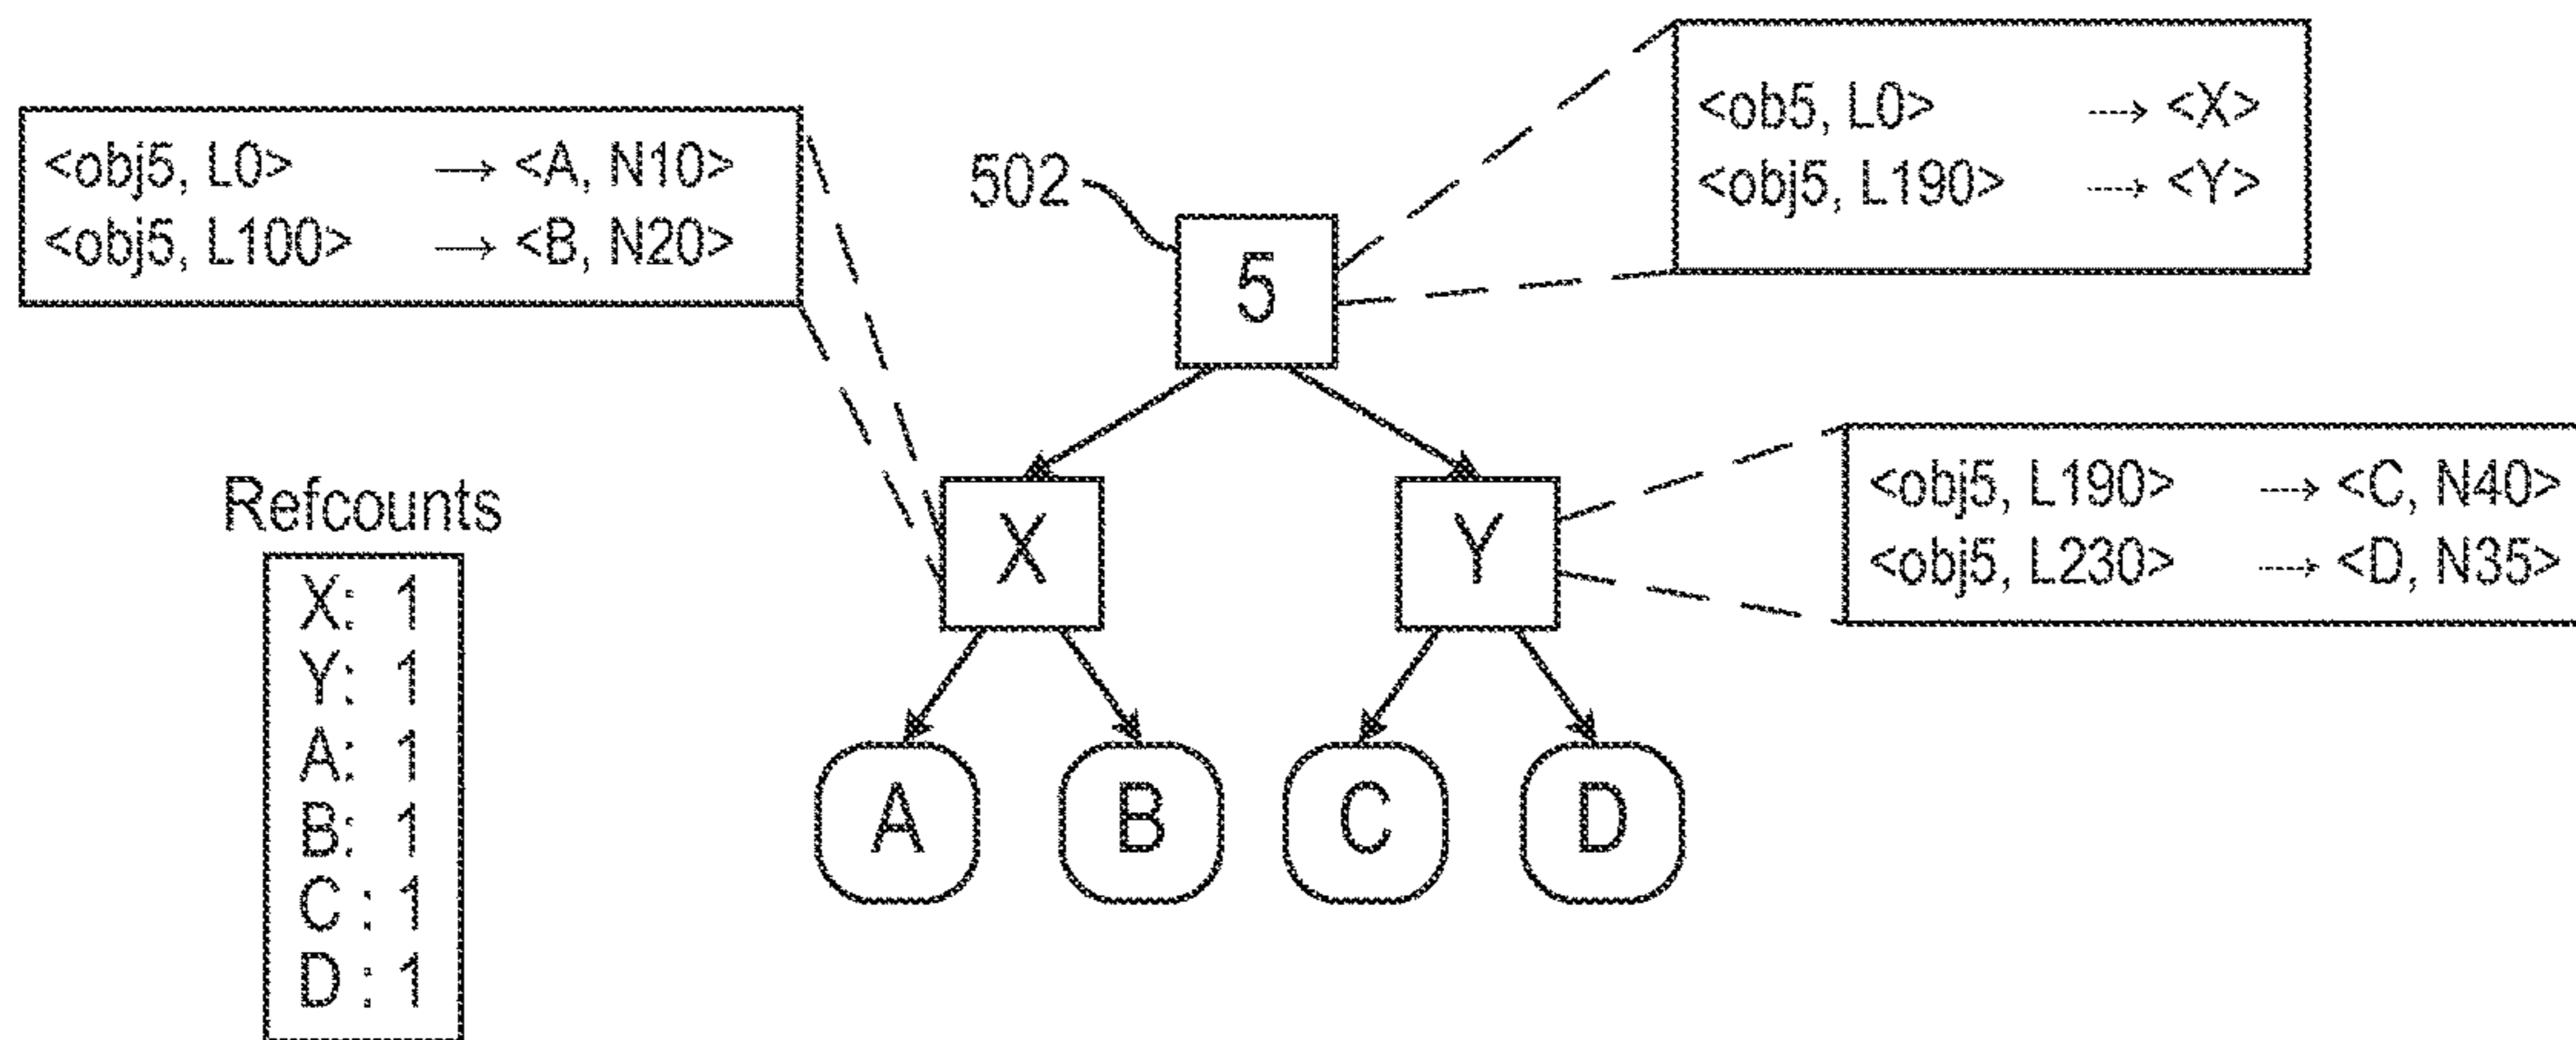 <ob5, L0> → <X>
<obj5, L190> → <Y>
<obj5, L0> → <A, N10>
<obj5, L100> → <B, N20>
502
5
<obj5, L190> → <C, N40>
<obj5, L230> → <D, N35>
Refcounts
X: 1
Y: 1
A: 1
B: 1
C : 1
D : 1
X
Y
A
B
C
D